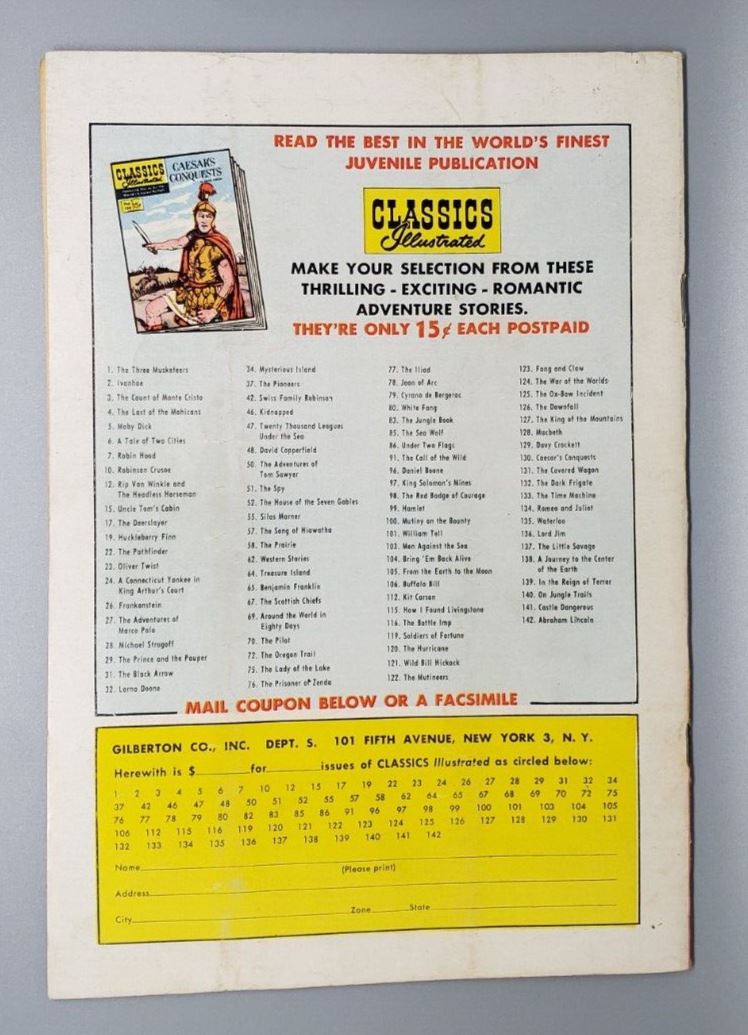 READ THE BEST IN THE WORLD'S FINEST
JUVENILE PUBLICATION
CLASSICS
Illustrated
CAESAR'S
CONQUESTS
CLASSICS
Illustrated
MAKE YOUR SELECTION FROM THESE
THRILLING - EXCITING - ROMANTIC
ADVENTURE STORIES.
THEY'RE ONLY 15¢ EACH POSTPAID
1. The Three Musketeers
2. Ivanhoe
3. The Count of Monte Cristo
4. The Last of the Mohicans
5. Moby Dick
6. A Tale of Two Cities
7. Robin Hood
10. Robinson Crusoe
12. Rip Van Winkle and
The Headless Horseman
15. Uncle Tom's Cabin
17. The Deerslayer
19. Huckleberry Finn
22. The Pathfinder
23. Oliver Twist
24. A Connecticut Yankee in
King Arthur's Court
26. Frankenstein
27. The Adventures of
Marco Polo
28. Michael Strogoff
29. The Prince and the Pauper
31. The Black Arrow
32. Lorna Doone
34. Mysterious Island
37. The Pioneers
42. Swiss Family Robinson
46. Kidnapped
47. Twenty Thousand Leagues
Under the Sea
48. David Copperfield
50. The Adventures of
Tom Sawyer
51. The Spy
52. The House of the Seven Gables
55. Silas Marner
57. The Song of Hiawatha
58. The Prairie
62. Western Stories
64. Treasure Island
65. Benjamin Franklin
67. The Scottish Chiefs
69. Around the World in
Eighty Days
70. The Pilot
72. The Oregon Trail
75. The Lady of the Lake
76. The Prisoner of Zenda
77. The Iliad
78. Joan of Arc
79. Cyrano de Bergerac
80. White Fang
83. The Jungle Book
85. The Sea Wolf
86. Under Two Flags
91. The Call of the Wild
96. Daniel Boone
97. King Solomon's Mines
98. The Red Badge of Courage
99. Hamlet
100. Mutiny on the Bounty
101. William Tell
103. Men Against the Sea
104. Bring 'Em Back Alive
105. From the Earth to the Moon
106. Buffalo Bill
112. Kit Carson
115. How I Found Livingstone
116. The Bottle Imp
119. Soldiers of Fortune
120. The Hurricane
121. Wild Bill Hickock
122. The Mutineers
123. Fang and Claw
124. The War of the Worlds
125. The Ox-Bow Incident
126. The Downfall
127. The King of the Mountains
128. Macbeth
129. Davy Crockett
130. Caesar's Conquests
131. The Covered Wagon
132. The Dark Frigate
133. The Time Machine
134. Romeo and Juliet
135. Waterloo
136. Lord Jim
137. The Little Savage
138. A Journey to the Center
of the Earth
139. In the Reign of Terror
140. On Jungle Trails
141. Castle Dangerous
142. Abraham Lincoln
MAIL COUPON BELOW OR A FACSIMILE
GILBERTON CO., INC. DEPT. S. 101 FIFTH AVENUE, NEW YORK 3, N. Y.
Herewith is $ for issues of CLASSICS Illustrated as circled below:
1 2 3 4 5 6 7 10 12 15 17 19 22 23 24 26 27 28 29 31 32 34
37 42 46 47 48 50 51 52 55 57 58 62 64 65 67 68 69 70 72 75
76 77 78 79 80 82 83 85 86 91 96 97 98 99 100 101 103 104 105
106 112 115 116 119 120 121 122 123 124 125 126 127 128 129 130 131
132 133 134 135 136 137 138 139 140 141 142
Name
(Please print)
Address
City Zone State